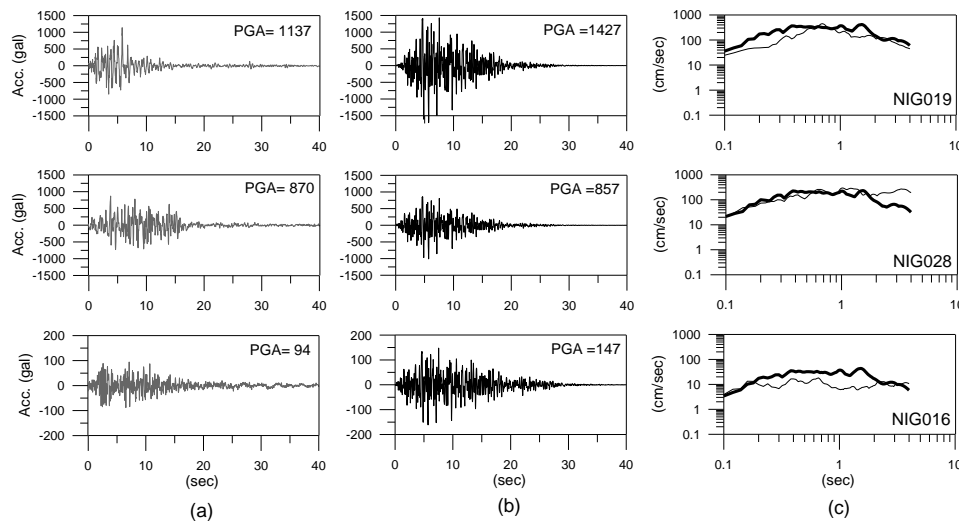 1500 1000 500 0 -500 -1000 -1500
Acc. (gal)
PGA= 1137
0 10 20 30 40
1500 1000 500 0 -500 -1000 -1500
PGA =1427
0 10 20 30 40
1000 100 10 1 0.1
(cm/sec)
NIG019
0.1 1 10
1500 1000 500 0 -500 -1000 -1500
Acc. (gal)
PGA= 870
0 10 20 30 40
1500 1000 500 0 -500 -1000 -1500
PGA =857
0 10 20 30 40
1000 100 10 1 0.1
(cm/sec)
NIG028
0.1 1 10
200 100 0 -100 -200
Acc. (gal)
PGA= 94
0 10 20 30 40
(sec)
(a)
200 100 0 -100 -200
PGA =147
0 10 20 30 40
(sec)
(b)
1000 100 10 1 0.1
(cm/sec)
NIG016
0.1 1 10
(sec)
(c)